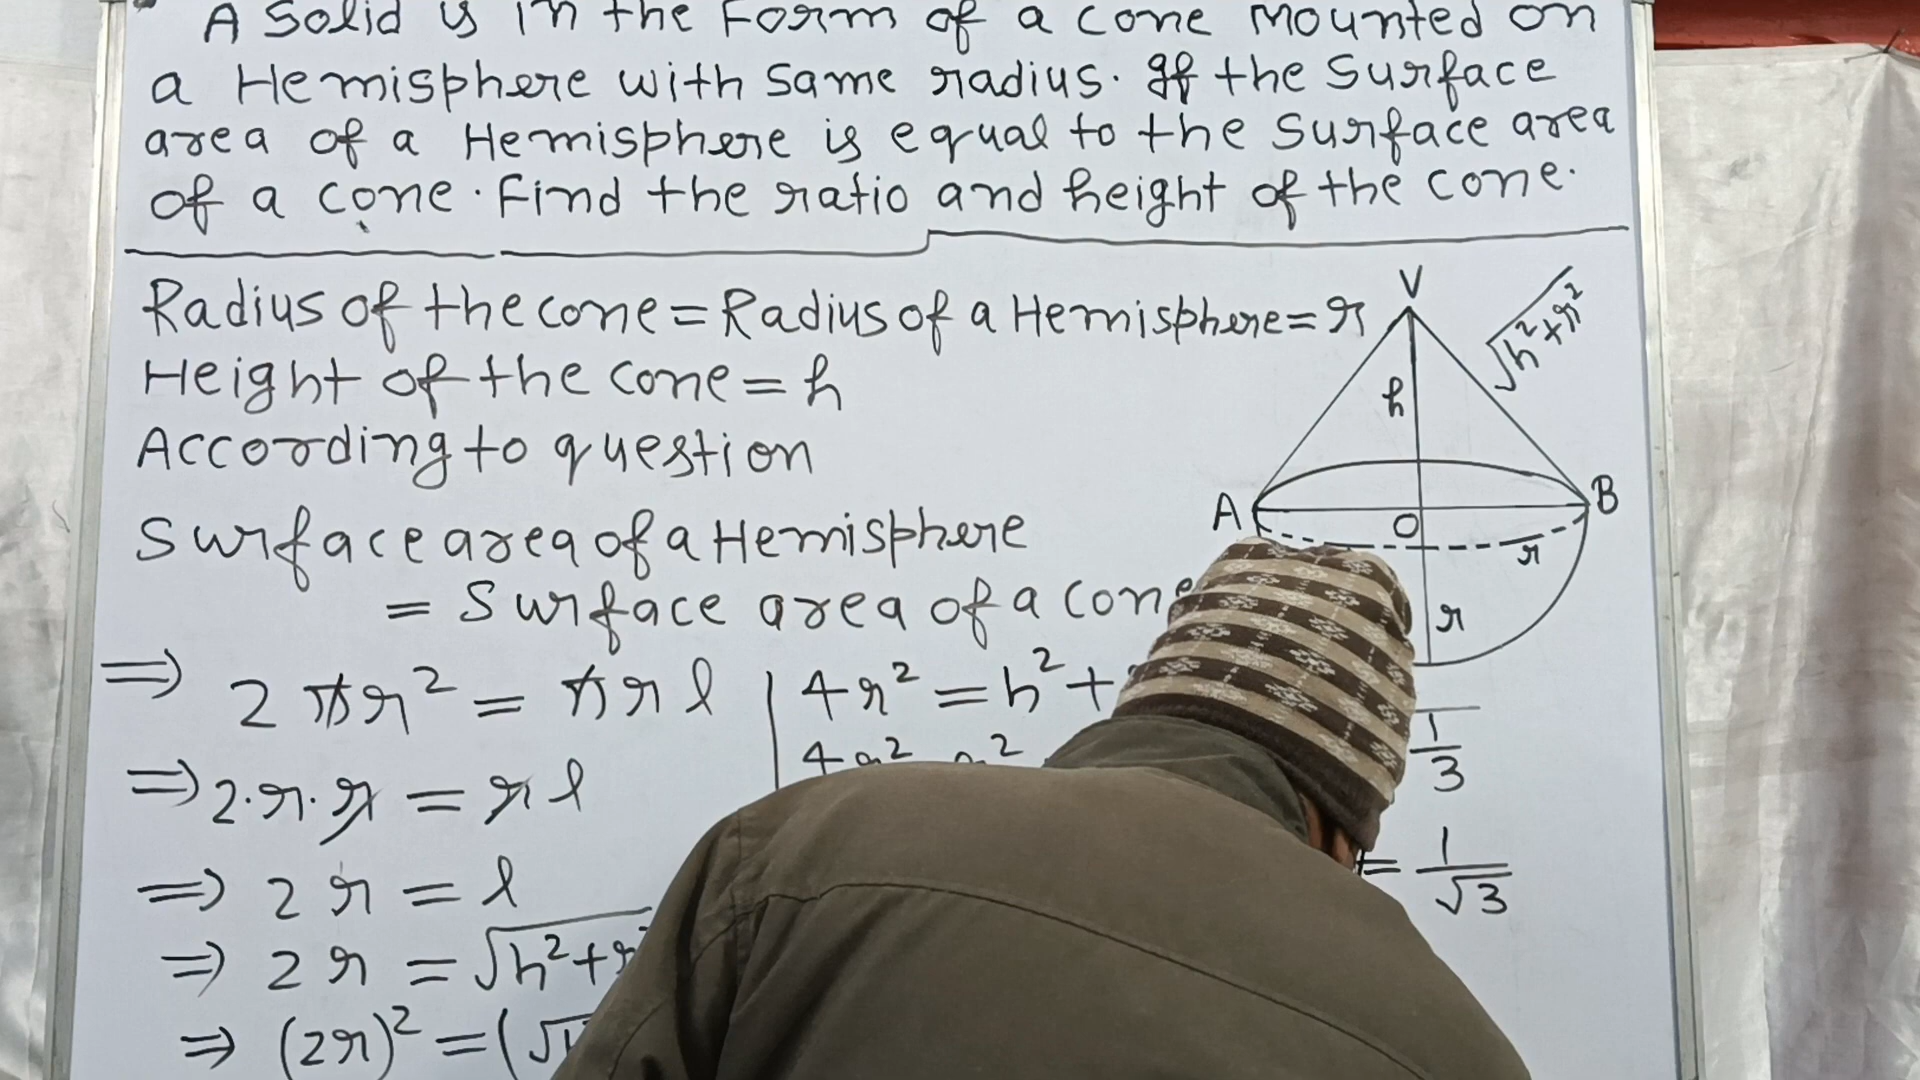 A Solid is in the Form of a cone mounted on
a Hemisphere with same radius. If the surface
area of a Hemisphere is equal to the surface area
of a cone. Find the ratio and height of the cone.
Radius of the cone = Radius of a Hemisphere = r
Height of the cone = h
According to question
Surface area of a Hemisphere
= Surface area of a cone
⇒ 2πr² = πrl
⇒ 2·r·r = rl
⇒ 2r = l
⇒ 2r = √h²+r
⇒ (2r)² = (√h
4r² = h² +
4r² r²
1/3
= 1/√3
V
√h²+r²
h
A
O
B
r
r